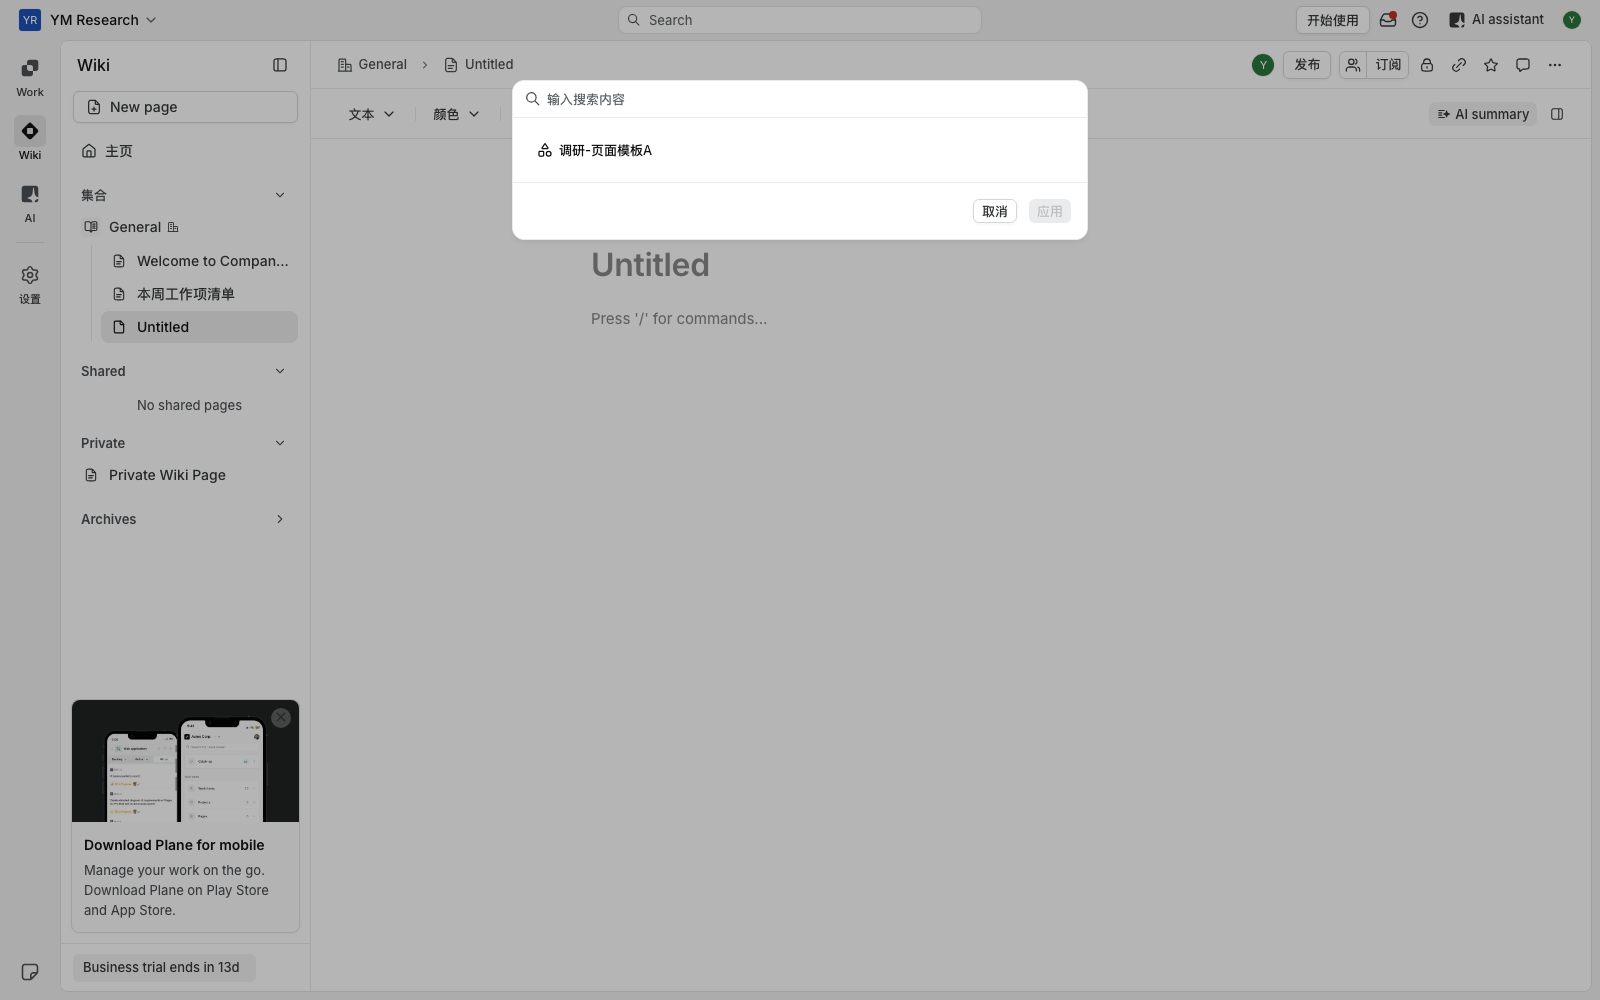 YR YM Research
Search
开始使用
AI assistant
Y
Work
Wiki
AI
设置
Wiki
New page
主页
集合
General
Welcome to Compan...
本周工作项清单
Untitled
Shared
No shared pages
Private
Private Wiki Page
Archives
Download Plane for mobile
Manage your work on the go.
Download Plane on Play Store
and App Store.
Business trial ends in 13d
General
Untitled
Y
发布
订阅
文本
颜色
AI summary
输入搜索内容
调研-页面模板A
取消
应用
Untitled
Press '/' for commands...